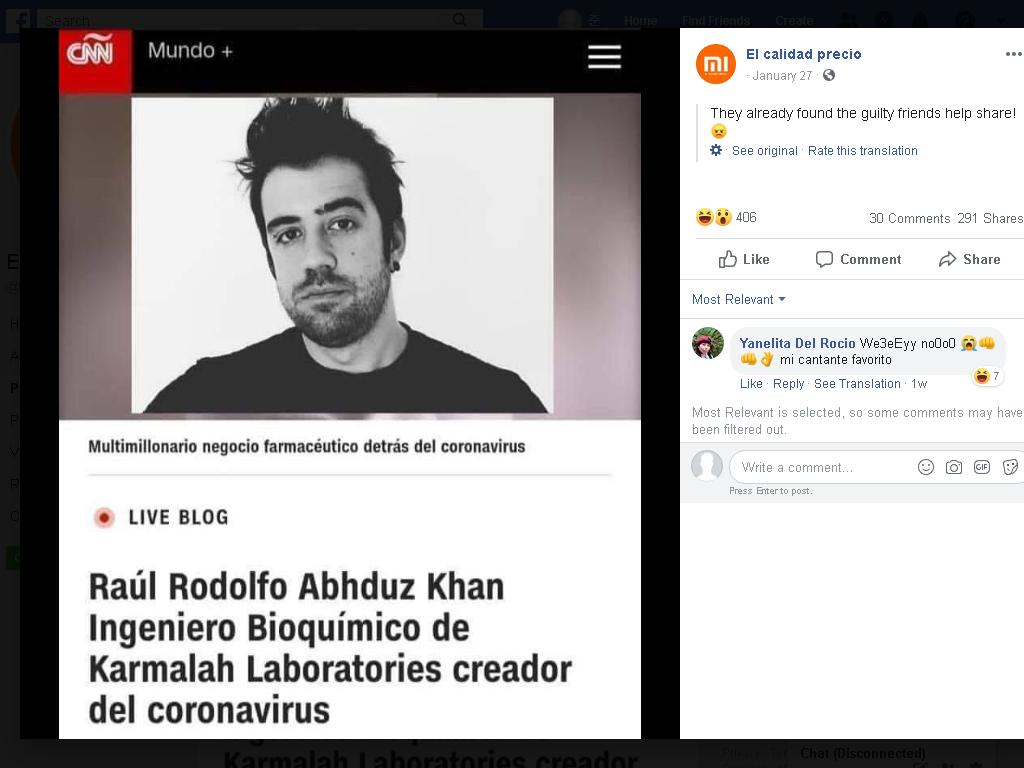 Search
Home
Find Friends
Create
CNN
Mundo +
Multimillonario negocio farmacéutico detrás del coronavirus
LIVE BLOG
Raúl Rodolfo Abhduz Khan
Ingeniero Bioquímico de
Karmalah Laboratories creador
del coronavirus
Karmalah Laboratories creador
El calidad precio
· January 27 ·
They already found the guilty friends help share!
· See original · Rate this translation
406
30 Comments 291 Shares
Like
Comment
Share
Most Relevant
Yanelita Del Rocio We3eEyy no0o0 😭👊
👊👌 mi cantante favorito
7
Like · Reply · See Translation · 1w
Most Relevant is selected, so some comments may have
been filtered out.
Write a comment...
GIF
Press Enter to post.
Chat (Disconnected)